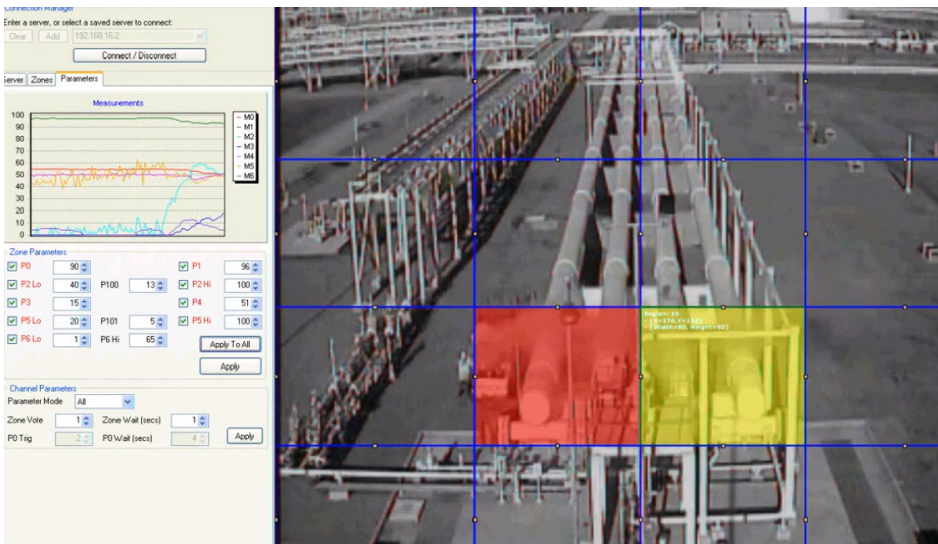 Connection Manager
Enter a server, or select a saved server to connect:
Clear Add 192.168.16.2
Connect / Disconnect
Server Zones Parameters
Measurements
100
90
80
70
60
50
40
30
20
10
0
M0
M1
M2
M3
M4
M5
M6
Zone Parameters
P0 90 P1 96
P2 Lo 40 P100 13 P2 Hi 100
P3 15 P4 51
P5 Lo 20 P101 5 P5 Hi 100
P6 Lo 1 P6 Hi 65 Apply To All
Apply
Channel Parameters
Parameter Mode All
Zone Vote 1 Zone Wait (secs) 1
P0 Trig 2 P0 Wait (secs) 4 Apply
Region: 10